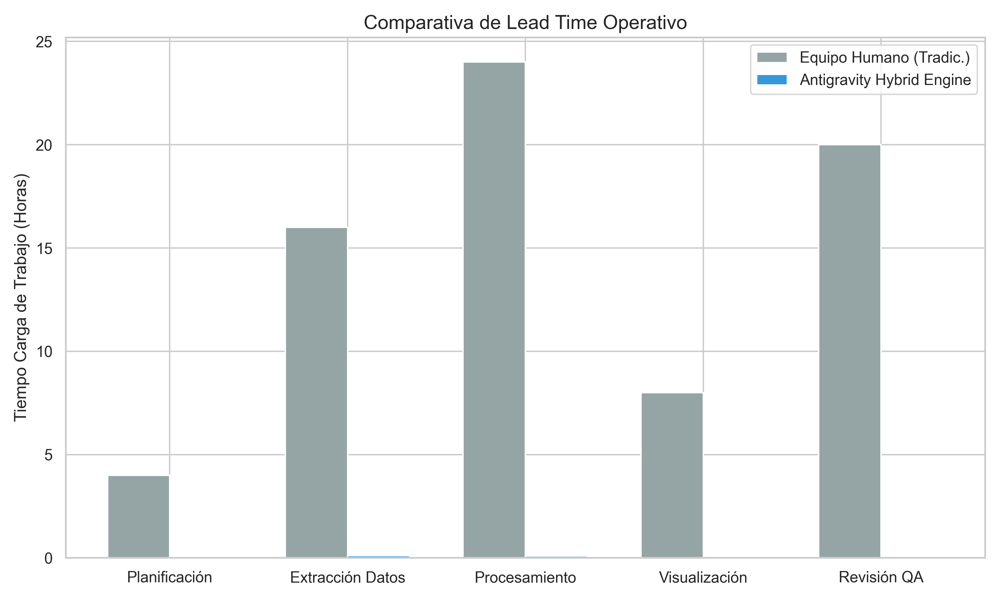 Comparativa de Lead Time Operativo
Equipo Humano (Tradic.)
Antigravity Hybrid Engine
Tiempo Carga de Trabajo (Horas)
25
20
15
10
5
0
Planificación
Extracción Datos
Procesamiento
Visualización
Revisión QA